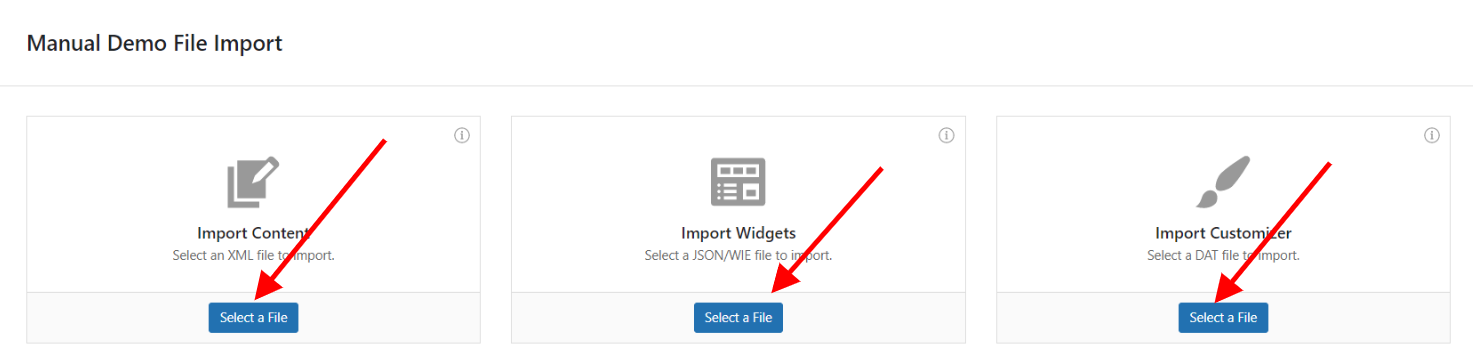 Manual Demo File Import
Import Content
Select an XML file to import.
Select a File
Import Widgets
Select a JSON/WIE file to import.
Select a File
Import Customizer
Select a DAT file to import.
Select a File